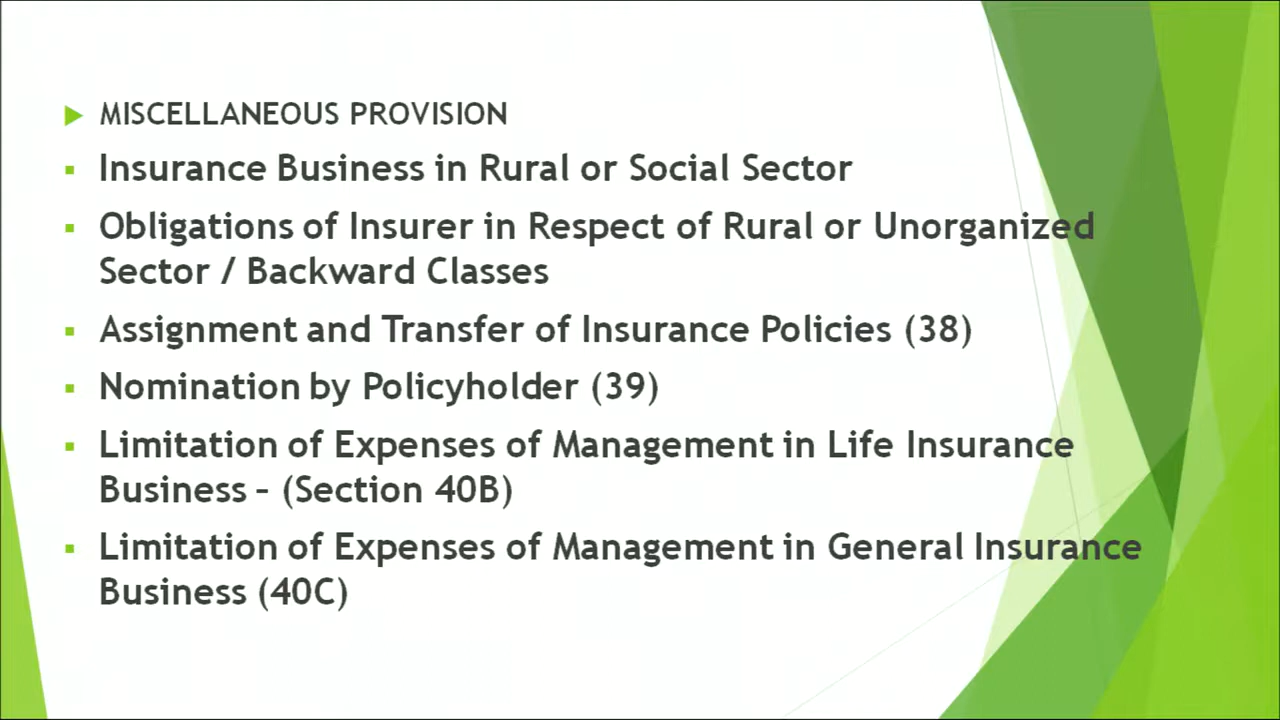 MISCELLANEOUS PROVISION
Insurance Business in Rural or Social Sector
Obligations of Insurer in Respect of Rural or Unorganized
Sector / Backward Classes
Assignment and Transfer of Insurance Policies (38)
Nomination by Policyholder (39)
Limitation of Expenses of Management in Life Insurance
Business – (Section 40B)
Limitation of Expenses of Management in General Insurance
Business (40C)